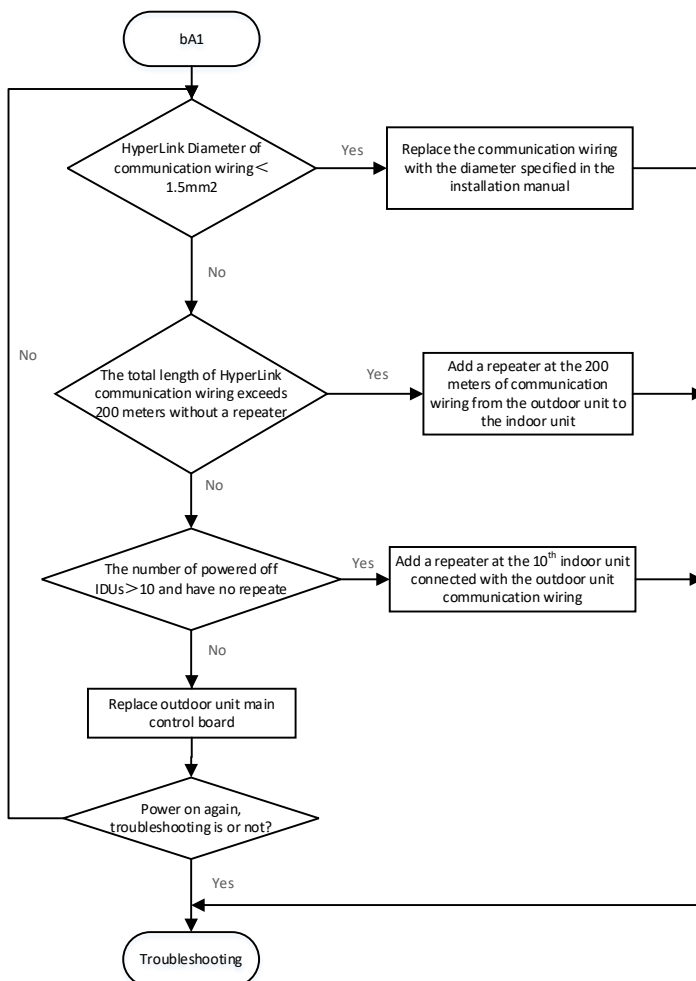 bA1
HyperLink Diameter of
communication wiring＜
1.5mm2
Yes
Replace the communication wiring
with the diameter specified in the
installation manual
No
No
The total length of HyperLink
communication wiring exceeds
200 meters without a repeater
Yes
Add a repeater at the 200
meters of communication
wiring from the outdoor unit to
the indoor unit
No
The number of powered off
IDUs＞10 and have no repeate
Yes
Add a repeater at the 10th indoor unit
connected with the outdoor unit
communication wiring
No
Replace outdoor unit main
control board
Power on again,
troubleshooting is or not?
Yes
Troubleshooting